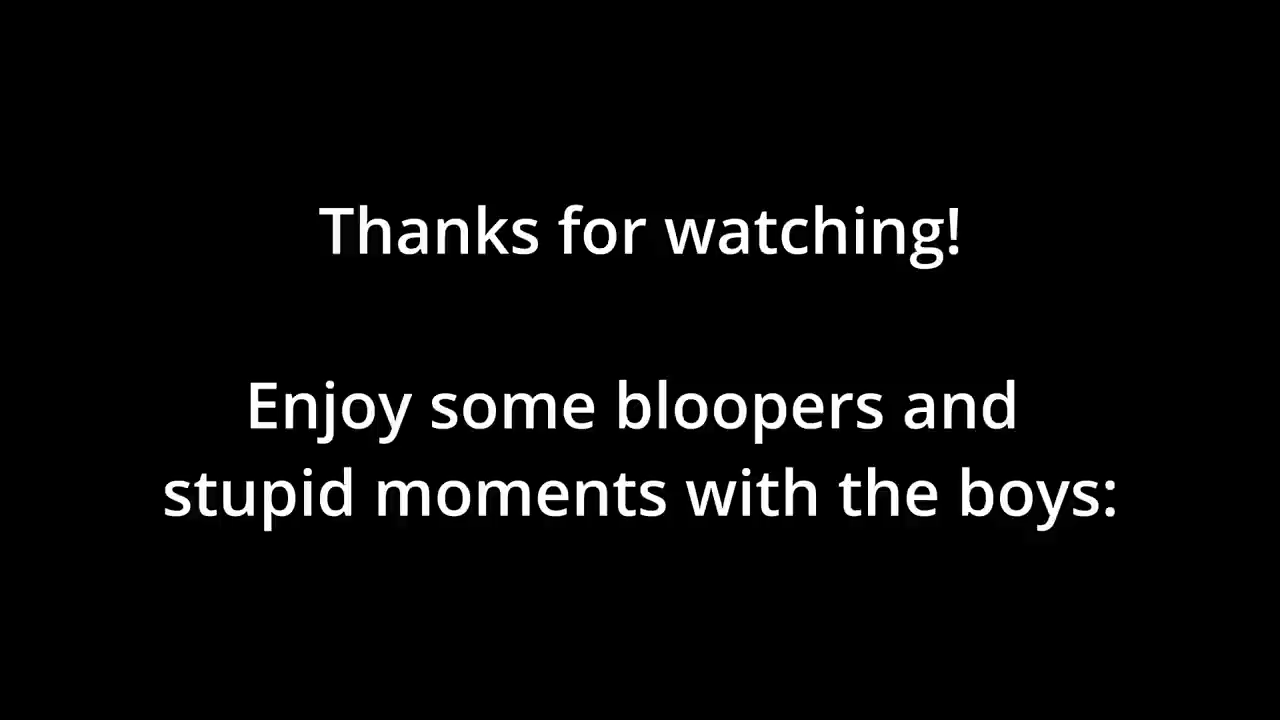 Thanks for watching!
Enjoy some bloopers and
stupid moments with the boys: